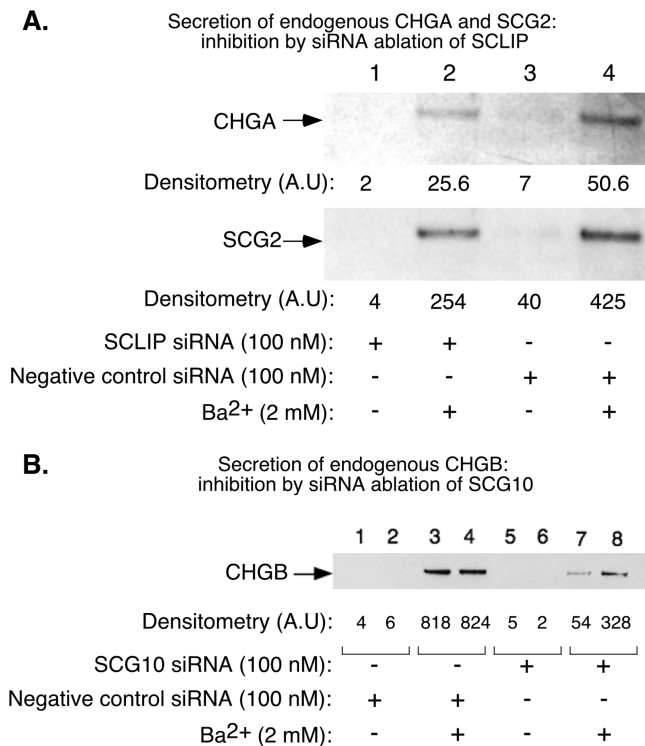 A.
Secretion of endogenous CHGA and SCG2:
inhibition by siRNA ablation of SCLIP
1 2 3 4
CHGA
Densitometry (A.U): 2 25.6 7 50.6
SCG2
Densitometry (A.U): 4 254 40 425
SCLIP siRNA (100 nM): + + - -
Negative control siRNA (100 nM): - - + +
Ba2+ (2 mM): - + - +
B.
Secretion of endogenous CHGB:
inhibition by siRNA ablation of SCG10
1 2 3 4 5 6 7 8
CHGB
Densitometry (A.U): 4 6 818 824 5 2 54 328
SCG10 siRNA (100 nM): - - + +
Negative control siRNA (100 nM): + + - -
Ba2+ (2 mM): - + - +